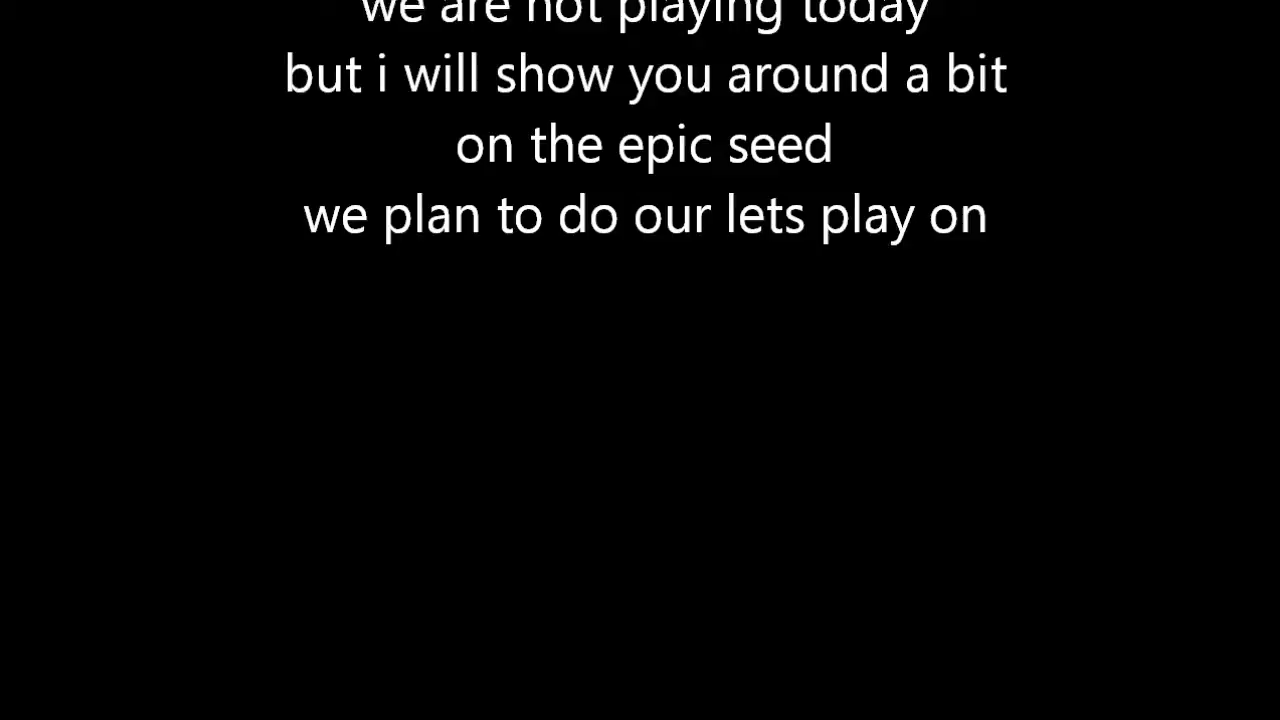 we are not playing today
but i will show you around a bit
on the epic seed
we plan to do our lets play on